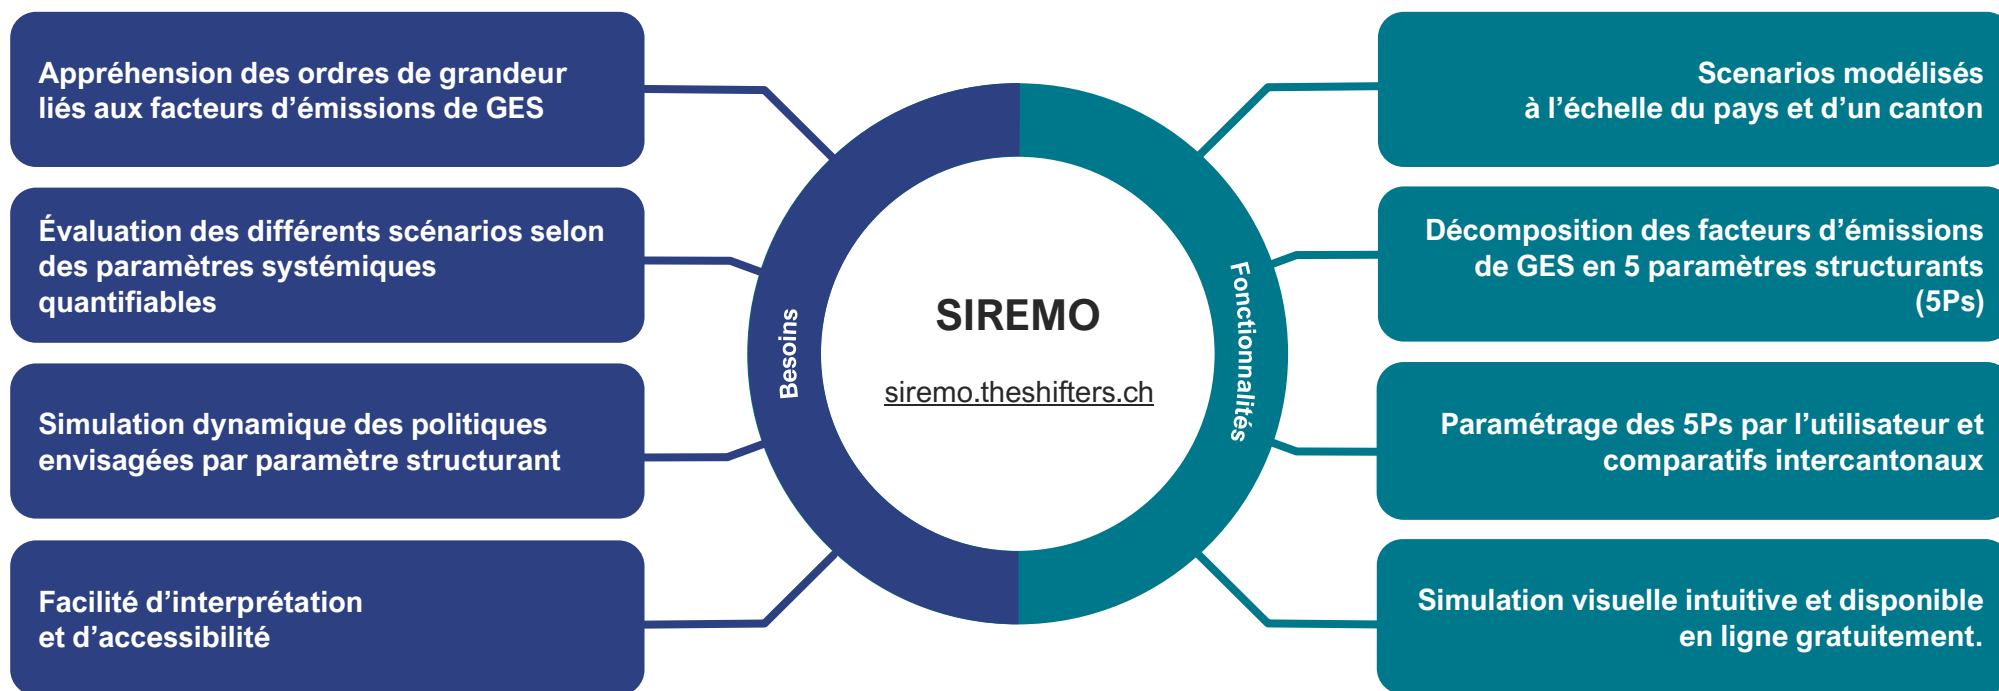 Appréhension des ordres de grandeur
liés aux facteurs d’émissions de GES
Évaluation des différents scénarios selon
des paramètres systémiques
quantifiables
Simulation dynamique des politiques
envisagées par paramètre structurant
Facilité d’interprétation
et d’accessibilité
Besoins
SIREMO
siremo.theshifters.ch
Fonctionnalités
Scenarios modélisés
à l’échelle du pays et d’un canton
Décomposition des facteurs d’émissions
de GES en 5 paramètres structurants
(5Ps)
Paramétrage des 5Ps par l’utilisateur et
comparatifs intercantonaux
Simulation visuelle intuitive et disponible
en ligne gratuitement.